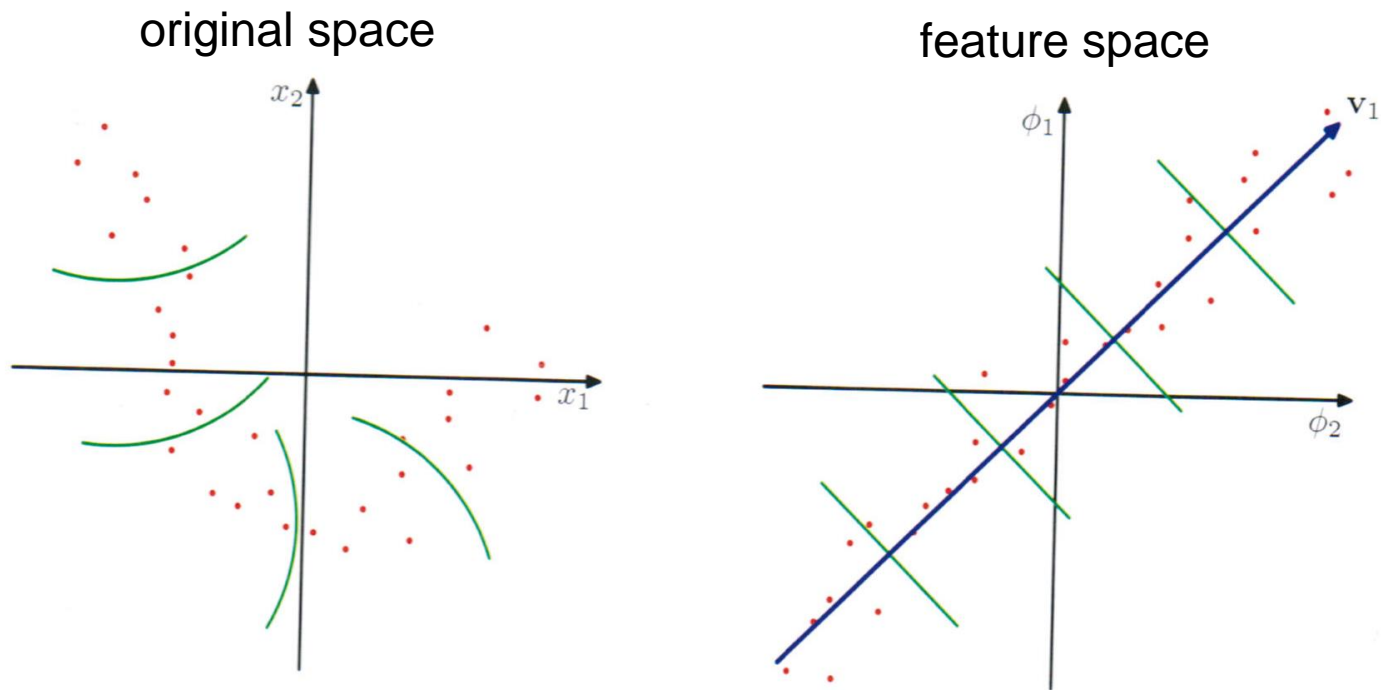 original space
feature space
x₂
x₁
ϕ₁
v₁
ϕ₂